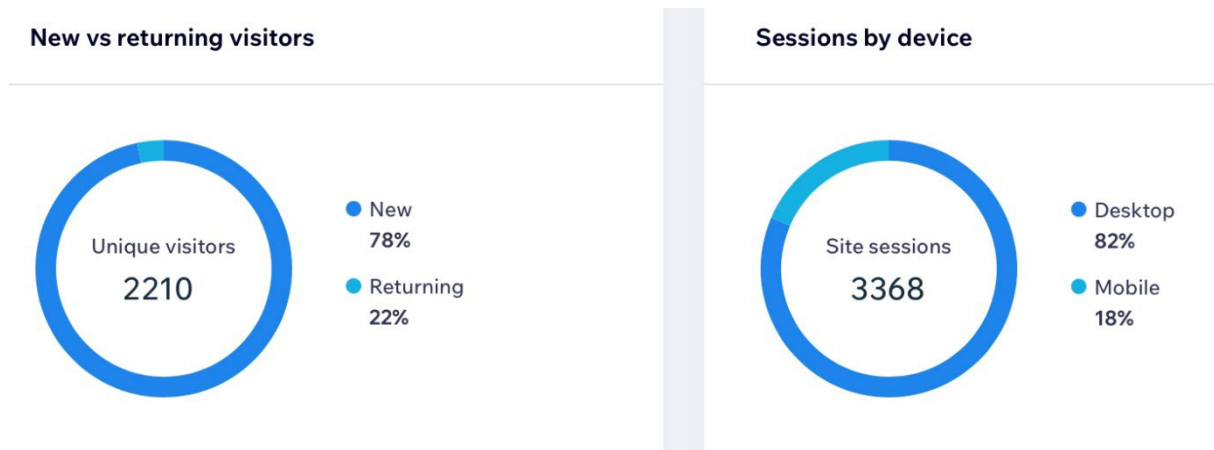 New vs returning visitors
Unique visitors
2210
New
78%
Returning
22%
Sessions by device
Site sessions
3368
Desktop
82%
Mobile
18%